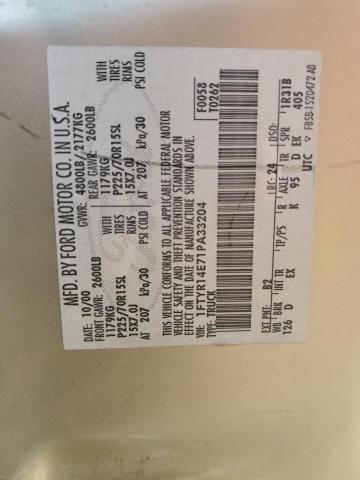 MFD. BY FORD MOTOR CO. IN U.S.A.
DATE: 10/00 GVWR: 4800LB/2177KG
FRONT GAWR: 2600LB REAR GAWR: 2600LB
1179KG WITH 1179KG WITH
P225/70R15SL TIRES P225/70R15SL TIRES
15X7.0J RIMS 15X7.0J RIMS
AT 207 kPa/30 PSI COLD AT 207 kPa/30 PSI COLD
THIS VEHICLE CONFORMS TO ALL APPLICABLE FEDERAL MOTOR
VEHICLE SAFETY AND THEFT PREVENTION STANDARDS IN
EFFECT ON THE DATE OF MANUFACTURE SHOWN ABOVE.
VIN: 1FTYR14E71PA33204 F0058
TYPE: TRUCK T0262
EXT PNT: B2 RC: 24 DSO: 1R31B
WB BRK INT TR TP/PS R AXLE TR SPR 405
126 D EX K 95 D EK
UTC F85B-1520472-AB